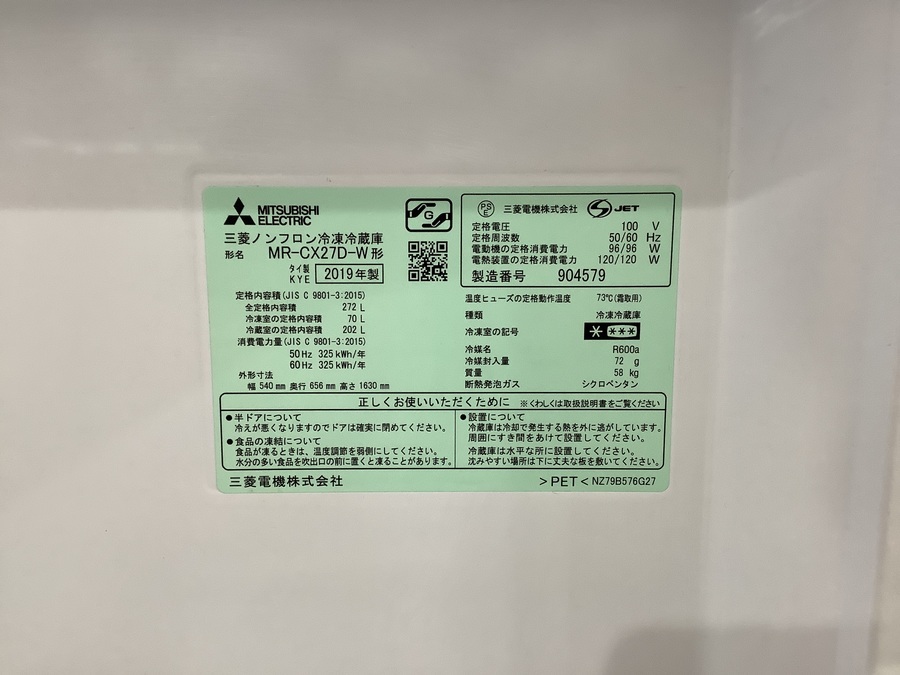 MITSUBISHI
ELECTRIC
G
三菱ノンフロン冷凍冷蔵庫
形名 MR-CX27D-W形
タイ製
KYE 2019年製
PSE 三菱電機株式会社 S JET
定格電圧 100 V
定格周波数 50/60 Hz
電動機の定格消費電力 96/96 W
電熱装置の定格消費電力 120/120 W
製造番号 904579
定格内容積(JIS C 9801-3:2015)
全定格内容積 272 L
冷凍室の定格内容積 70 L
冷蔵室の定格内容積 202 L
消費電力量(JIS C 9801-3:2015)
50Hz 325kWh/年
60Hz 325kWh/年
外形寸法
幅 540mm 奥行 656mm 高さ 1630mm
温度ヒューズの定格動作温度 73℃(霜取用)
種類 冷凍冷蔵庫
冷凍室の記号 * ***
冷媒名 R600a
冷媒封入量 72 g
質量 58 kg
断熱発泡ガス シクロペンタン
正しくお使いいただくために ※くわしくは取扱説明書をご覧ください
●半ドアについて
冷えが悪くなりますのでドアは確実に閉めてください。
●食品の凍結について
食品が凍るときは、温度調節を弱側にしてください。
水分の多い食品を吹出口の前に置くと凍ることがあります。
●設置について
冷蔵庫は冷却で発生する熱を外に逃がしています。
周囲にすき間をあけて設置してください。
冷蔵庫は水平な所に設置してください。
沈みやすい場所は下に丈夫な板を敷いてください。
三菱電機株式会社
>PET< NZ79B576G27